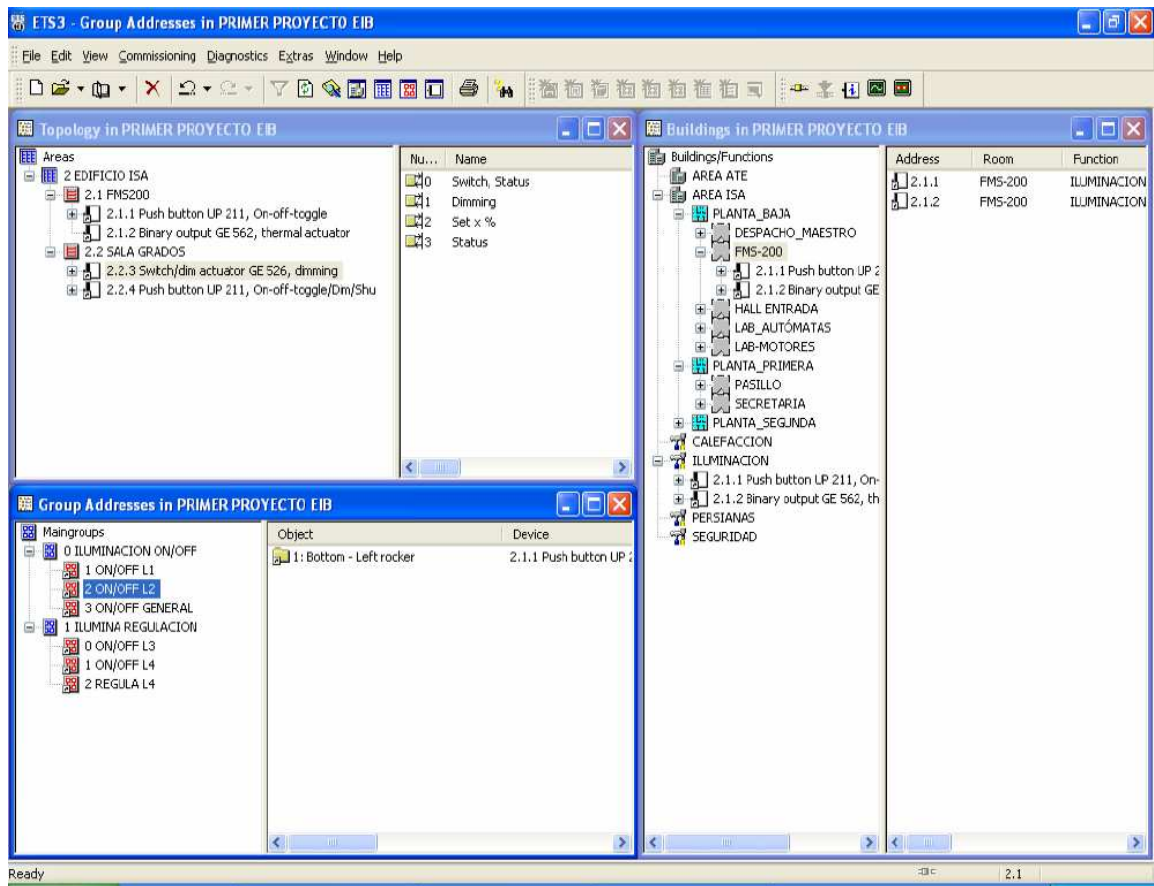 ETS3 - Group Addresses in PRIMER PROYECTO EIB
File Edit View Commissioning Diagnostics Extras Window Help
Topology in PRIMER PROYECTO EIB
Areas
2 EDIFICIO ISA
2.1 FMS200
2.1.1 Push button UP 211, On-off-toggle
2.1.2 Binary output GE 562, thermal actuator
2.2 SALA GRADOS
2.2.3 Switch/dim actuator GE 526, dimming
2.2.4 Push button UP 211, On-off-toggle/Dim/Shu
Nu... Name
0 Switch, Status
1 Dimming
2 Set x %
3 Status
Group Addresses in PRIMER PROYECTO EIB
Maingroups
0 ILUMINACION ON/OFF
1 ON/OFF L1
2 ON/OFF L2
3 ON/OFF GENERAL
1 ILUMINA REGULACION
0 ON/OFF L3
1 ON/OFF L4
2 REGULA L4
Object Device
1: Bottom - Left rocker 2.1.1 Push button UP 2
Buildings in PRIMER PROYECTO EIB
Buildings/Functions
AREA ATE
AREA ISA
PLANTA_BAJA
DESPACHO_MAESTRO
FMS-200
2.1.1 Push button UP 2
2.1.2 Binary output GE
HALL ENTRADA
LAB_AUTÓMATAS
LAB-MOTORES
PLANTA_PRIMERA
PASILLO
SECRETARIA
PLANTA_SEGUNDA
CALEFACCION
ILUMINACION
2.1.1 Push button UP 211, On-
2.1.2 Binary output GE 562, th
PERSIANAS
SEGURIDAD
Address Room Function
2.1.1 FMS-200 ILUMINACION
2.1.2 FMS-200 ILUMINACION
Ready 2.1